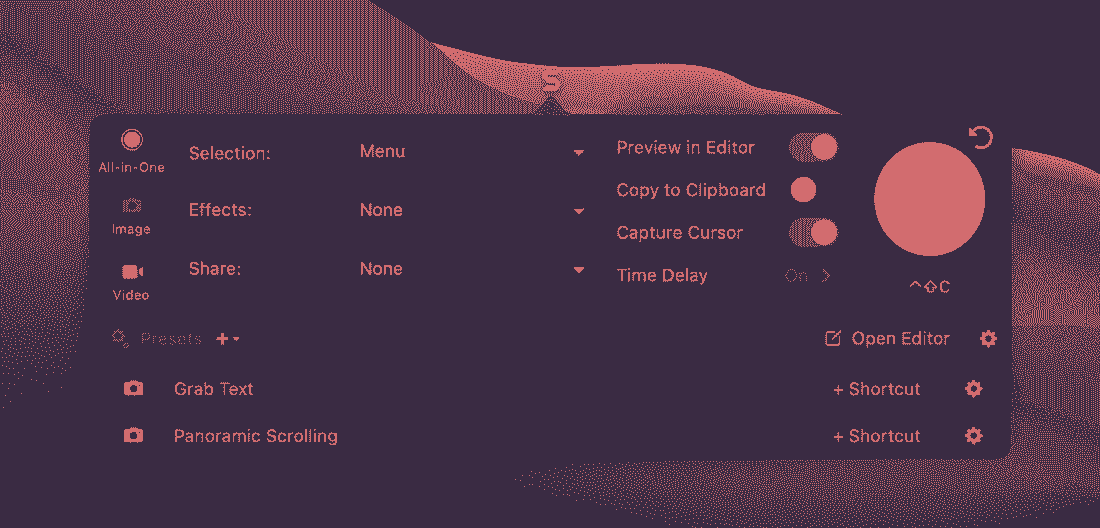 All-in-One
Image
Video
Selection: Menu
Effects: None
Share: None
Preview in Editor
Copy to Clipboard
Capture Cursor
Time Delay On >
^⇧C
Presets + Open Editor
Grab Text + Shortcut
Panoramic Scrolling + Shortcut